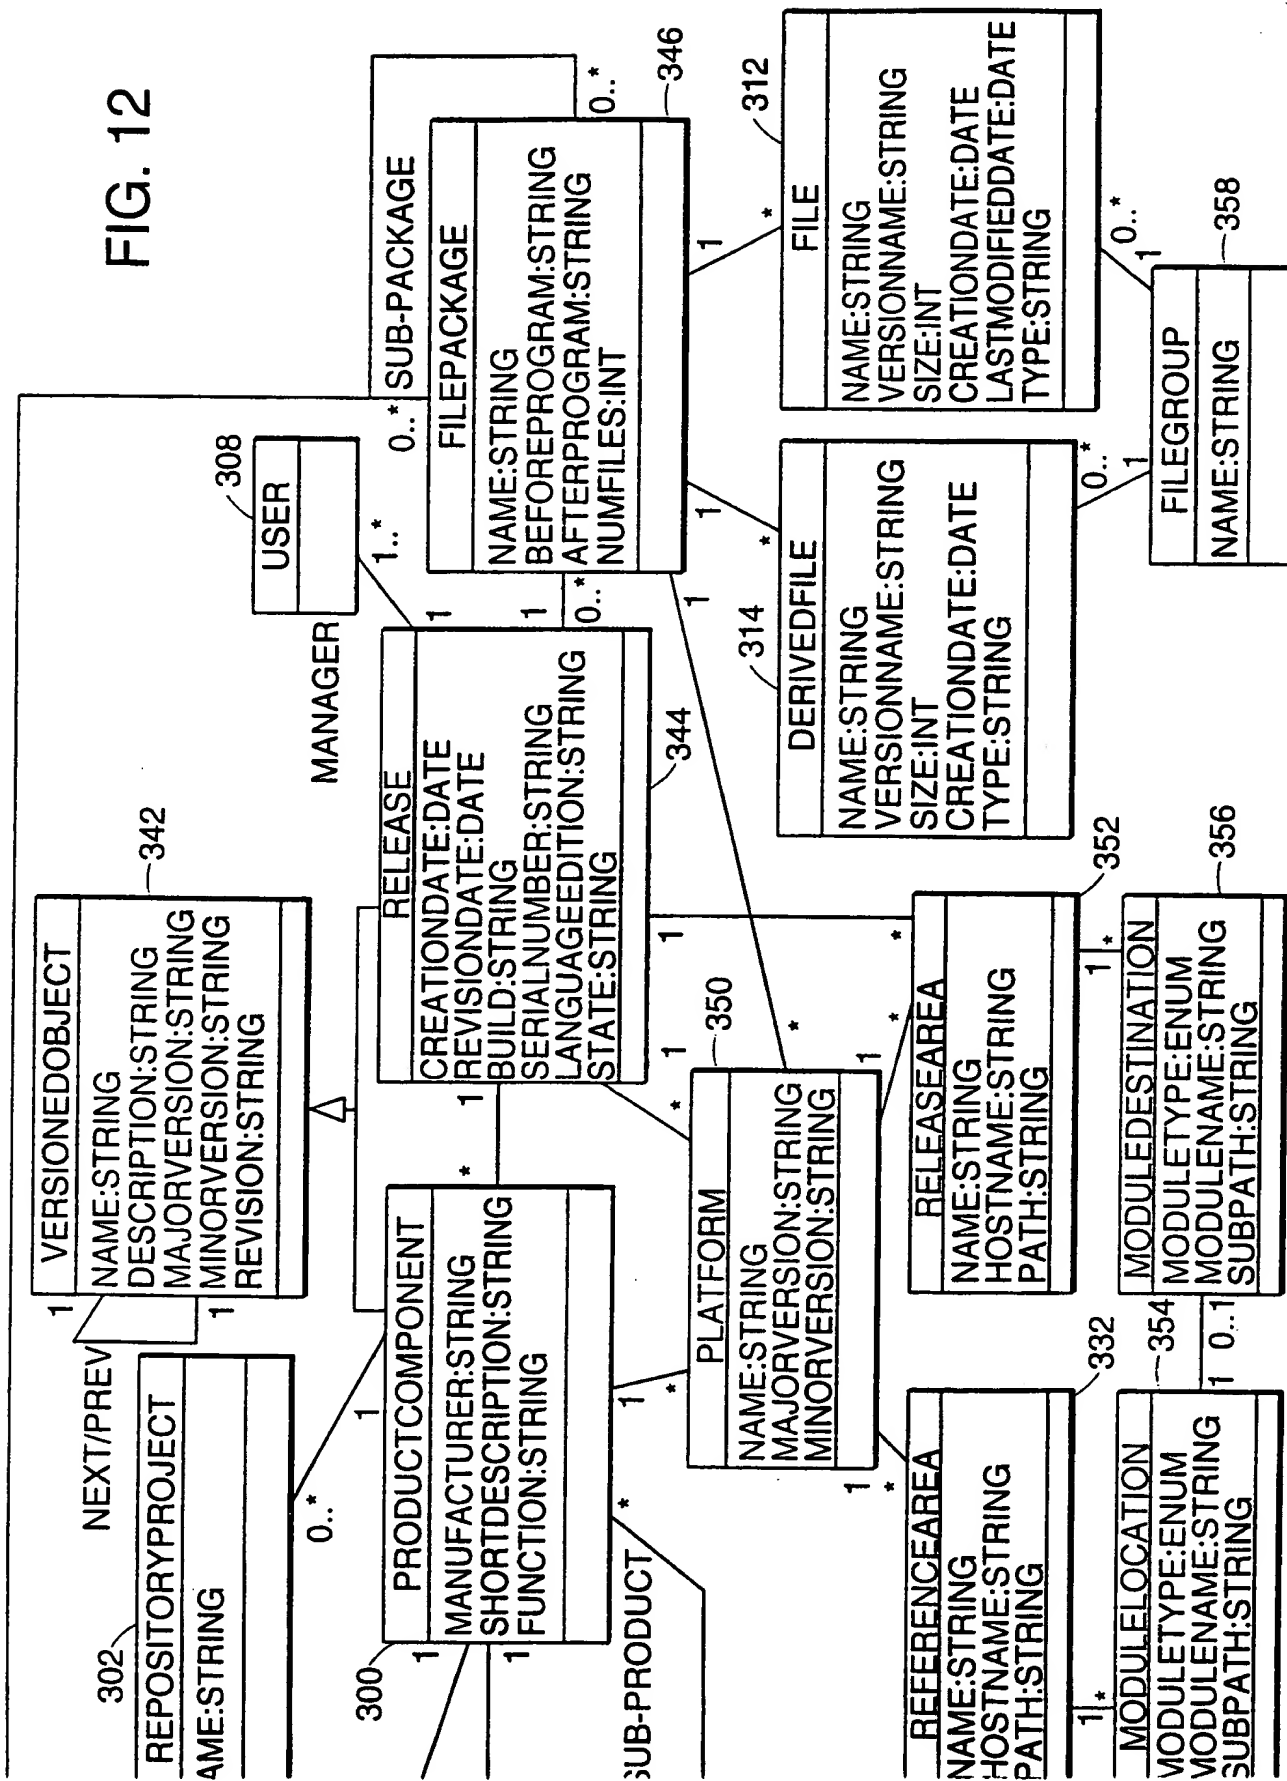 FIG. 12
302
REPOSITORYPROJECT
AME:STRING
0..*
NEXT/PREV
1
1
VERSIONEDOBJECT
NAME:STRING
DESCRIPTION:STRING
MAJORVERSION:STRING
MINORVERSION:STRING
REVISION:STRING
342
MANAGER
308
USER
1..*
0..*
SUB-PACKAGE
0..*
300
1
1
1
PRODUCTCOMPONENT
MANUFACTURER:STRING
SHORTDESCRIPTION:STRING
FUNCTION:STRING
*
1
RELEASE
CREATIONDATE:DATE
REVISIONDATE:DATE
BUILD:STRING
SERIALNUMBER:STRING
LANGUAGEEDITION:STRING
STATE:STRING
344
1
1
0..*
FILEPACKAGE
NAME:STRING
BEFOREPROGRAM:STRING
AFTERPROGRAM:STRING
NUMFILES:INT
346
SUB-PRODUCT
*
1
*
1
*
1
1
1
1
PLATFORM
NAME:STRING
MAJORVERSION:STRING
MINORVERSION:STRING
350
*
314
*
*
312
DERIVEDFILE
NAME:STRING
VERSIONNAME:STRING
SIZE:INT
CREATIONDATE:DATE
TYPE:STRING
FILE
NAME:STRING
VERSIONNAME:STRING
SIZE:INT
CREATIONDATE:DATE
LASTMODIFIEDDATE:DATE
TYPE:STRING
1
*
1
*
*
REFERENCEAREA
NAME:STRING
HOSTNAME:STRING
PATH:STRING
332
RELEASEAREA
NAME:STRING
HOSTNAME:STRING
PATH:STRING
352
0..*
1
0..*
1
1
*
1
*
MODULELOCATION
MODULETYPE:ENUM
MODULENAME:STRING
SUBPATH:STRING
354
1
0..1
MODULEDESTINATION
MODULETYPE:ENUM
MODULENAME:STRING
SUBPATH:STRING
356
FILEGROUP
NAME:STRING
358